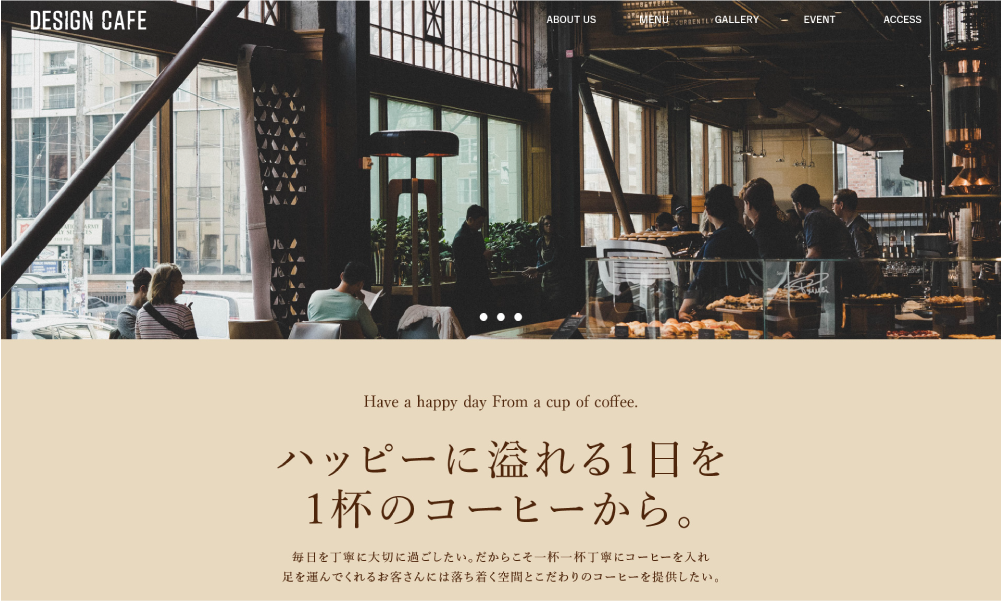 DESIGN CAFE
ABOUT US MENU GALLERY EVENT ACCESS
Have a happy day From a cup of coffee.
ハッピーに溢れる1日を
1杯のコーヒーから。
毎日を丁寧に大切に過ごしたい。だからこそ一杯一杯丁寧にコーヒーを入れ
足を運んでくれるお客さんには落ち着く空間とこだわりのコーヒーを提供したい。